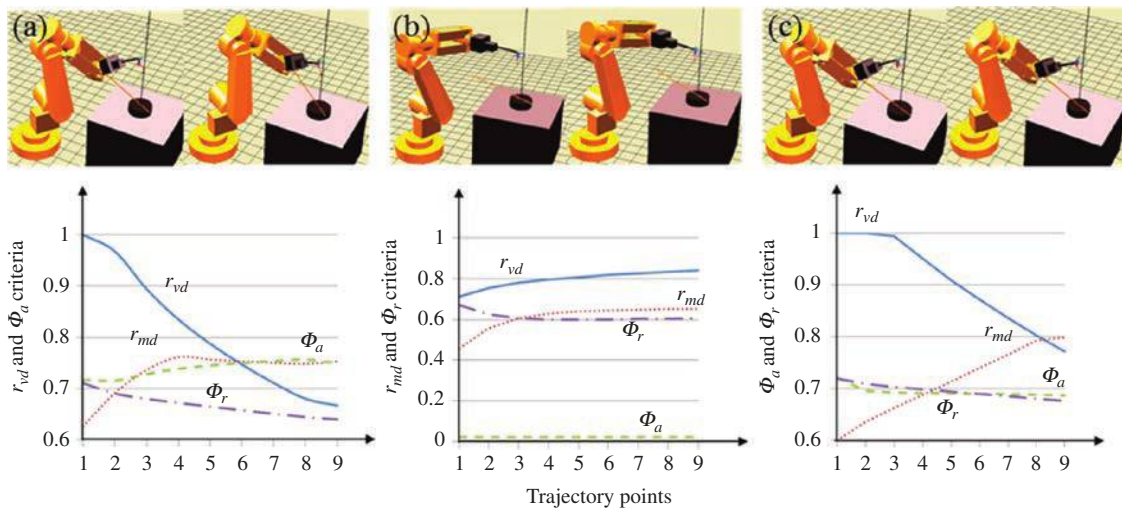 (a)
(b)
(c)
r_vd and Φ_a criteria
1
0.9
0.8
0.7
0.6
r_vd
r_md
Φ_a
Φ_r
1 2 3 4 5 6 7 8 9
r_md and Φ_r criteria
1
0.8
0.6
0.4
0.2
0
r_vd
r_md
Φ_r
Φ_a
1 2 3 4 5 6 7 8 9
Φ_a and Φ_r criteria
1
0.9
0.8
0.7
0.6
r_vd
r_md
Φ_a
Φ_r
1 2 3 4 5 6 7 8 9
Trajectory points